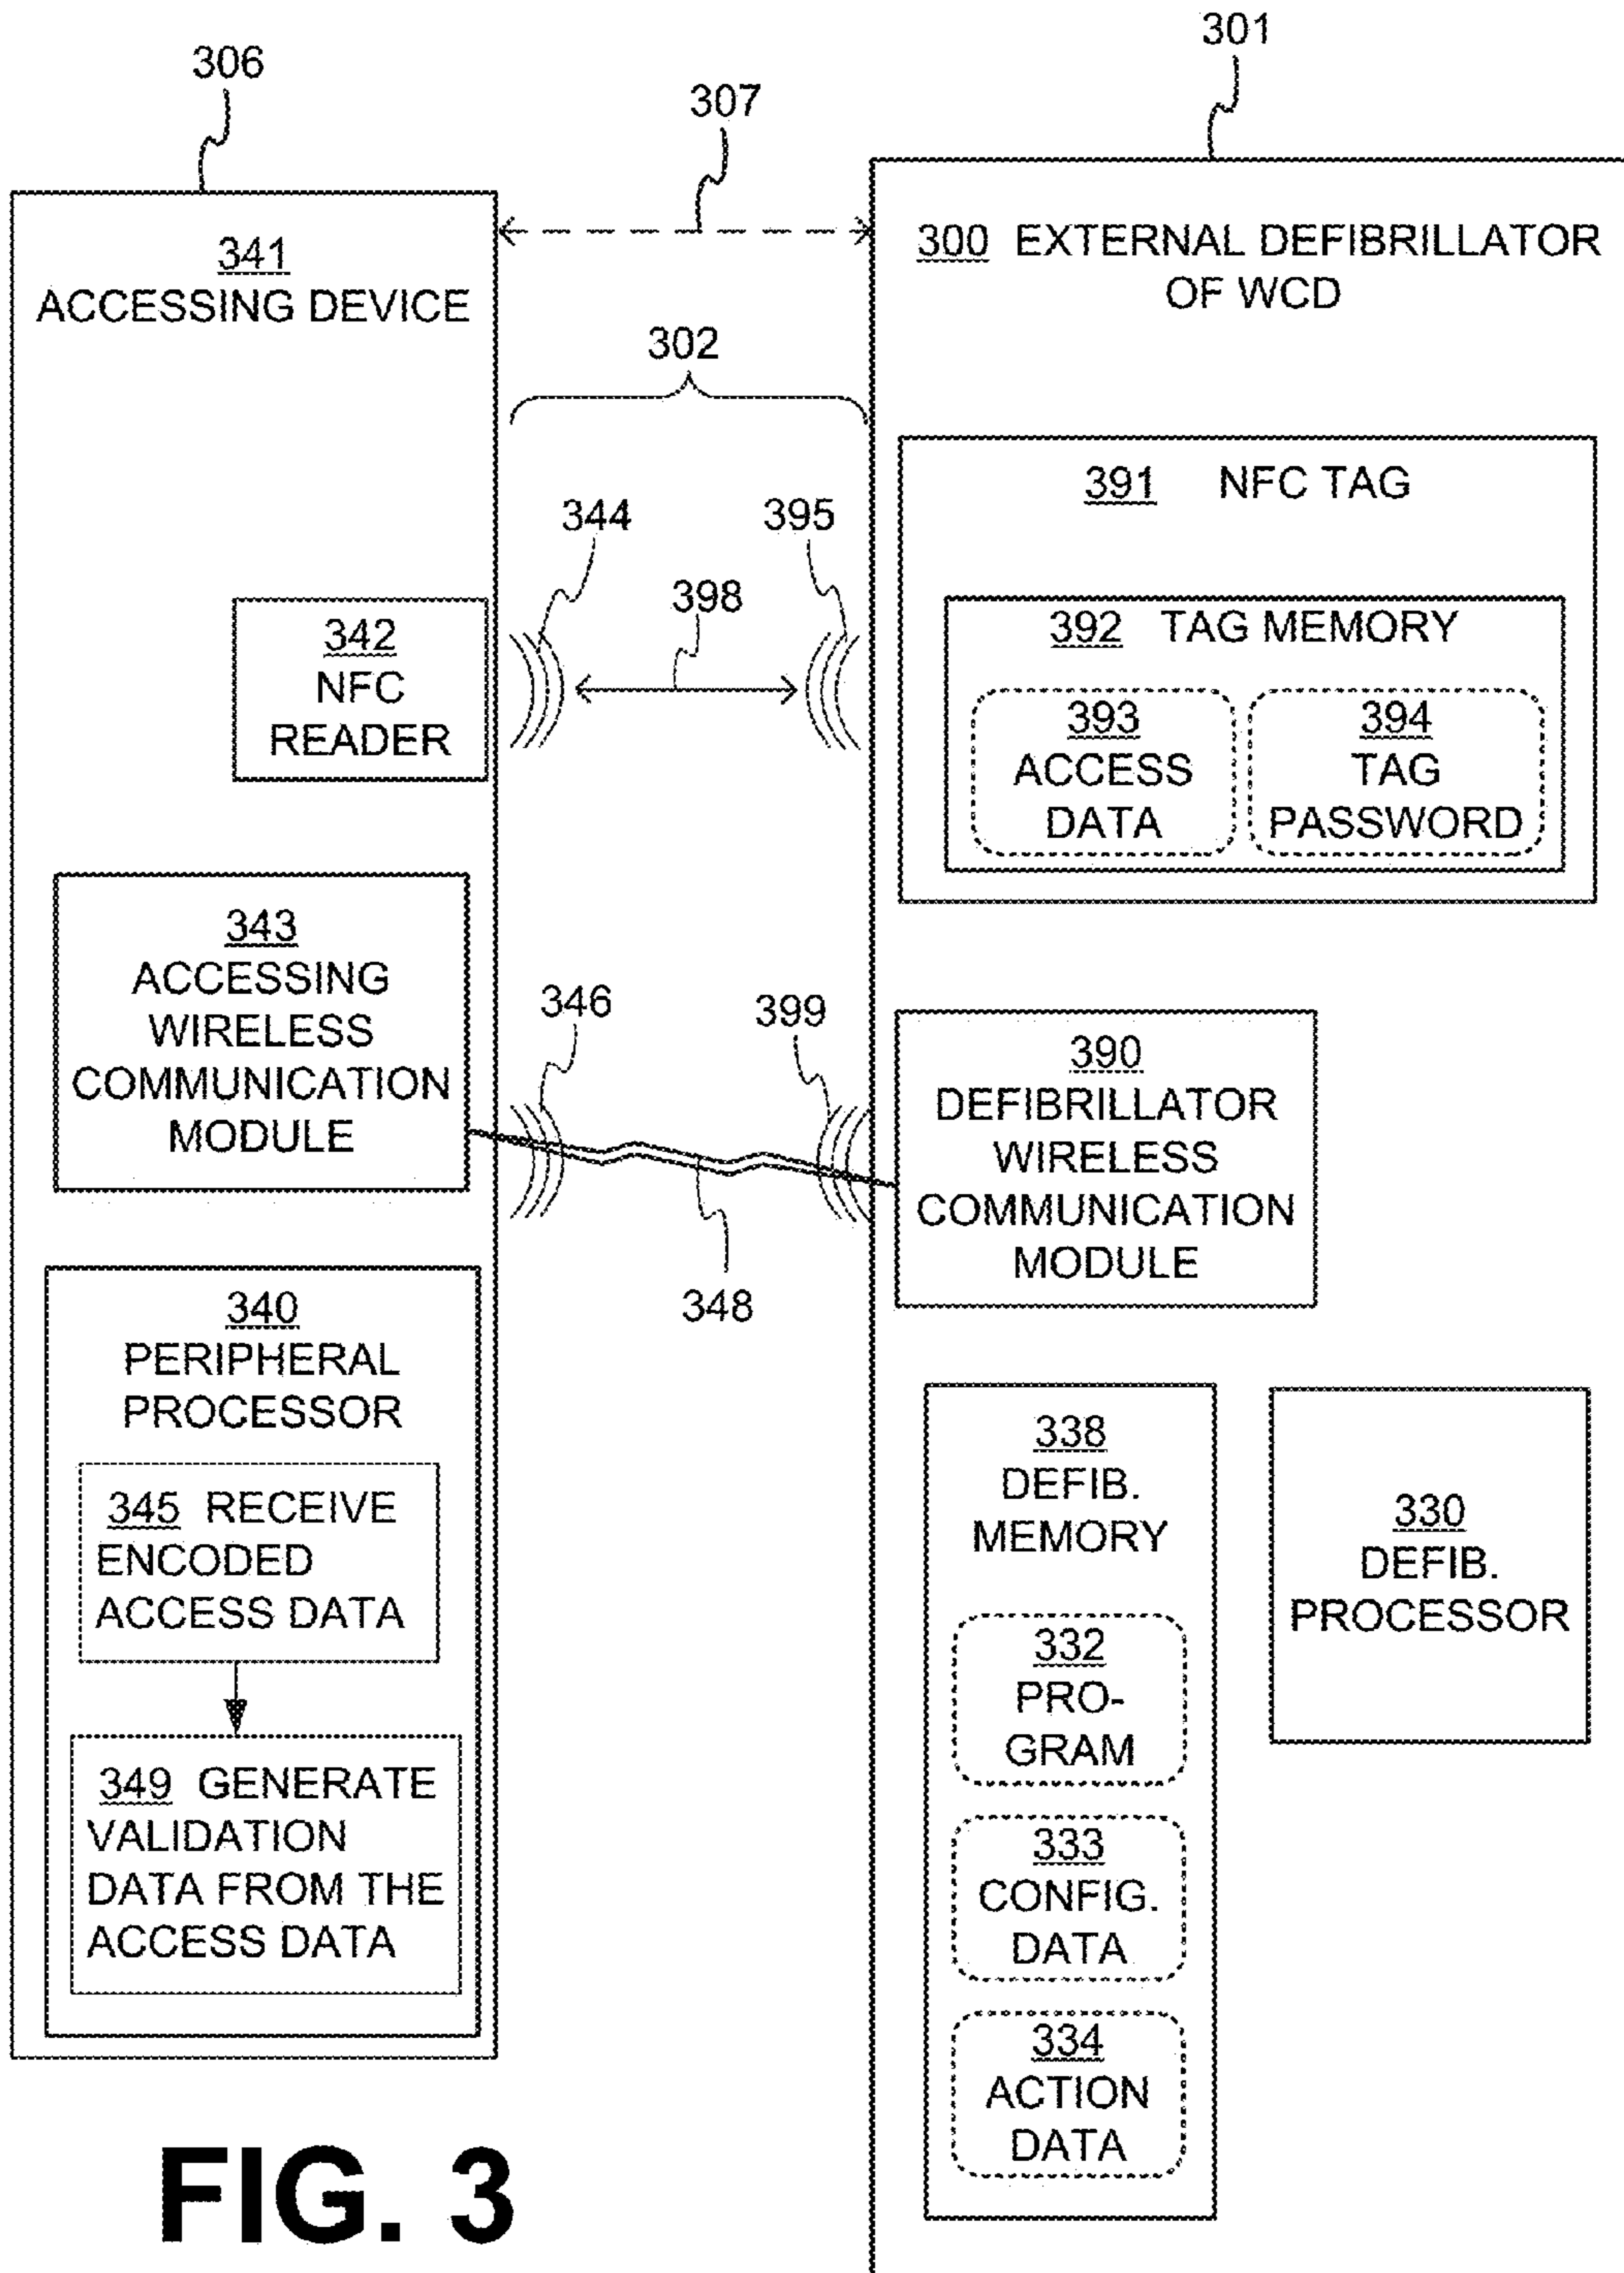 301
306
307
341
ACCESSING DEVICE
300 EXTERNAL DEFIBRILLATOR
OF WCD
302
391 NFC TAG
344
395
398
342
NFC
READER
392 TAG MEMORY
393
ACCESS
DATA
394
TAG
PASSWORD
343
ACCESSING
WIRELESS
COMMUNICATION
MODULE
346
399
348
390
DEFIBRILLATOR
WIRELESS
COMMUNICATION
MODULE
340
PERIPHERAL
PROCESSOR
345 RECEIVE
ENCODED
ACCESS DATA
349 GENERATE
VALIDATION
DATA FROM THE
ACCESS DATA
338
DEFIB.
MEMORY
332
PRO-
GRAM
333
CONFIG.
DATA
334
ACTION
DATA
330
DEFIB.
PROCESSOR
FIG. 3